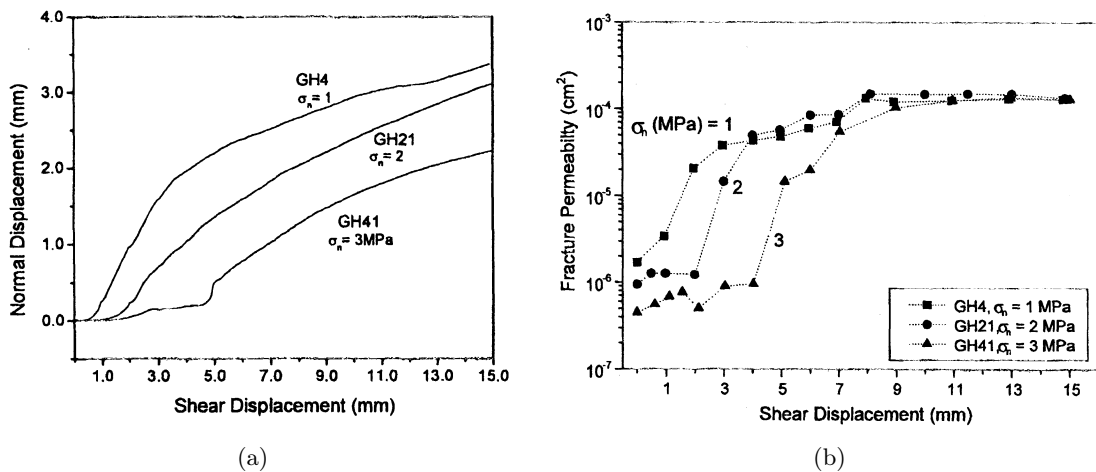 4.0
3.0
2.0
1.0
0.0
Normal Displacement (mm)
GH4
σn= 1
GH21
σn= 2
GH41
σn= 3MPa
1.0 3.0 5.0 7.0 9.0 11.0 13.0 15.0
Shear Displacement (mm)
(a)
10-3
10-4
10-5
10-6
10-7
Fracture Permeabilty (cm2)
σn (MPa) = 1
2
3
GH4, σn = 1 MPa
GH21,σn = 2 MPa
GH41,σn = 3 MPa
1 3 5 7 9 11 13 15
Shear Displacement (mm)
(b)